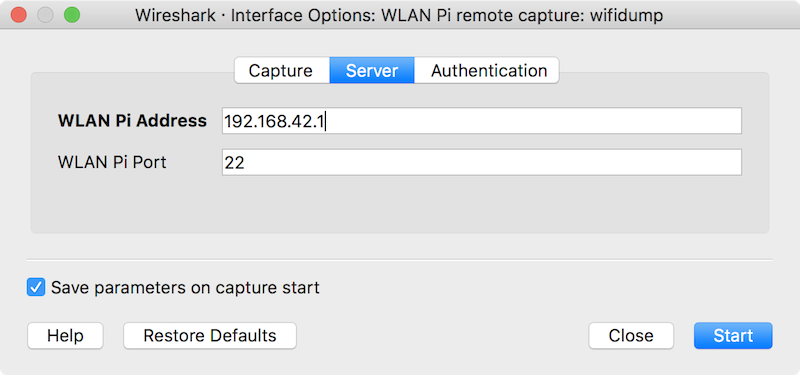 Wireshark · Interface Options: WLAN Pi remote capture: wifidump
Capture Server Authentication
WLAN Pi Address 192.168.42.1
WLAN Pi Port 22
Save parameters on capture start
Help Restore Defaults Close Start